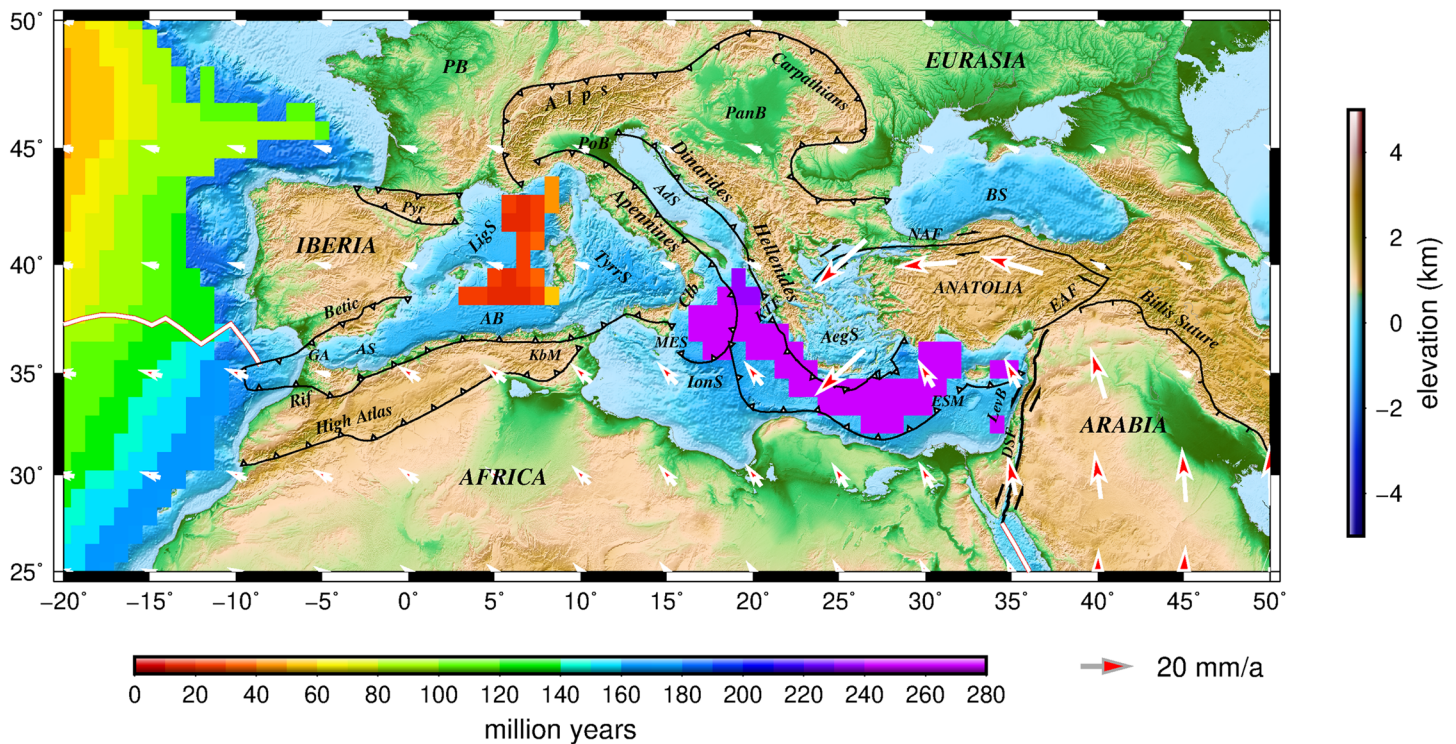 50°
45°
40°
35°
30°
25°
−20°
−15°
−10°
−5°
0°
5°
10°
15°
20°
25°
30°
35°
40°
45°
50°
PB
EURASIA
Alps
Carpathians
PanB
PoB
Dinarides
AdS
BS
Pyr
LigS
Apennines
IBERIA
TyrrS
Hellenides
NAF
ANATOLIA
Clb
KTF
EAF
Bitlis Suture
Betic
AB
AegS
GA
AS
MES
KbM
IonS
Rif
ESM
LevB
High Atlas
ARABIA
DSF
AFRICA
4
2
0
−2
−4
elevation (km)
0
20
40
60
80
100
120
140
160
180
200
220
240
260
280
million years
20 mm/a